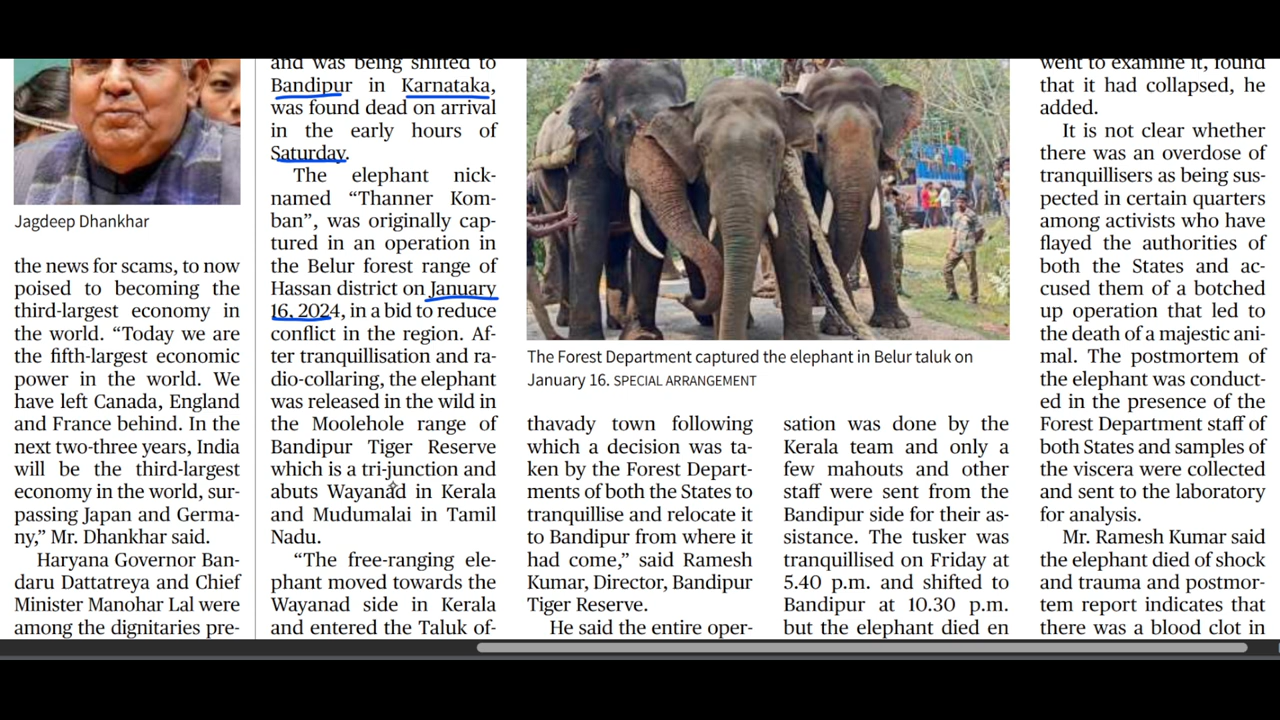 Jagdeep Dhankhar
the news for scams, to now
poised to becoming the
third-largest economy in
the world. “Today we are
the fifth-largest economic
power in the world. We
have left Canada, England
and France behind. In the
next two-three years, India
will be the third-largest
economy in the world, sur-
passing Japan and Germa-
ny,” Mr. Dhankhar said.
Haryana Governor Ban-
daru Dattatreya and Chief
Minister Manohar Lal were
among the dignitaries pre-
and was being shifted to
Bandipur in Karnataka,
was found dead on arrival
in the early hours of
Saturday.
The elephant nick-
named “Thanner Kom-
ban”, was originally cap-
tured in an operation in
the Belur forest range of
Hassan district on January
16, 2024, in a bid to reduce
conflict in the region. Af-
ter tranquillisation and ra-
dio-collaring, the elephant
was released in the wild in
the Moolehole range of
Bandipur Tiger Reserve
which is a tri-junction and
abuts Wayanad in Kerala
and Mudumalai in Tamil
Nadu.
“The free-ranging ele-
phant moved towards the
Wayanad side in Kerala
and entered the Taluk of-
The Forest Department captured the elephant in Belur taluk on
January 16. SPECIAL ARRANGEMENT
thavady town following
which a decision was ta-
ken by the Forest Depart-
ments of both the States to
tranquillise and relocate it
to Bandipur from where it
had come,” said Ramesh
Kumar, Director, Bandipur
Tiger Reserve.
He said the entire oper-
sation was done by the
Kerala team and only a
few mahouts and other
staff were sent from the
Bandipur side for their as-
sistance. The tusker was
tranquillised on Friday at
5.40 p.m. and shifted to
Bandipur at 10.30 p.m.
but the elephant died en
went to examine it, found
that it had collapsed, he
added.
It is not clear whether
there was an overdose of
tranquillisers as being sus-
pected in certain quarters
among activists who have
flayed the authorities of
both the States and ac-
cused them of a botched
up operation that led to
the death of a majestic ani-
mal. The postmortem of
the elephant was conduct-
ed in the presence of the
Forest Department staff of
both States and samples of
the viscera were collected
and sent to the laboratory
for analysis.
Mr. Ramesh Kumar said
the elephant died of shock
and trauma and postmor-
tem report indicates that
there was a blood clot in